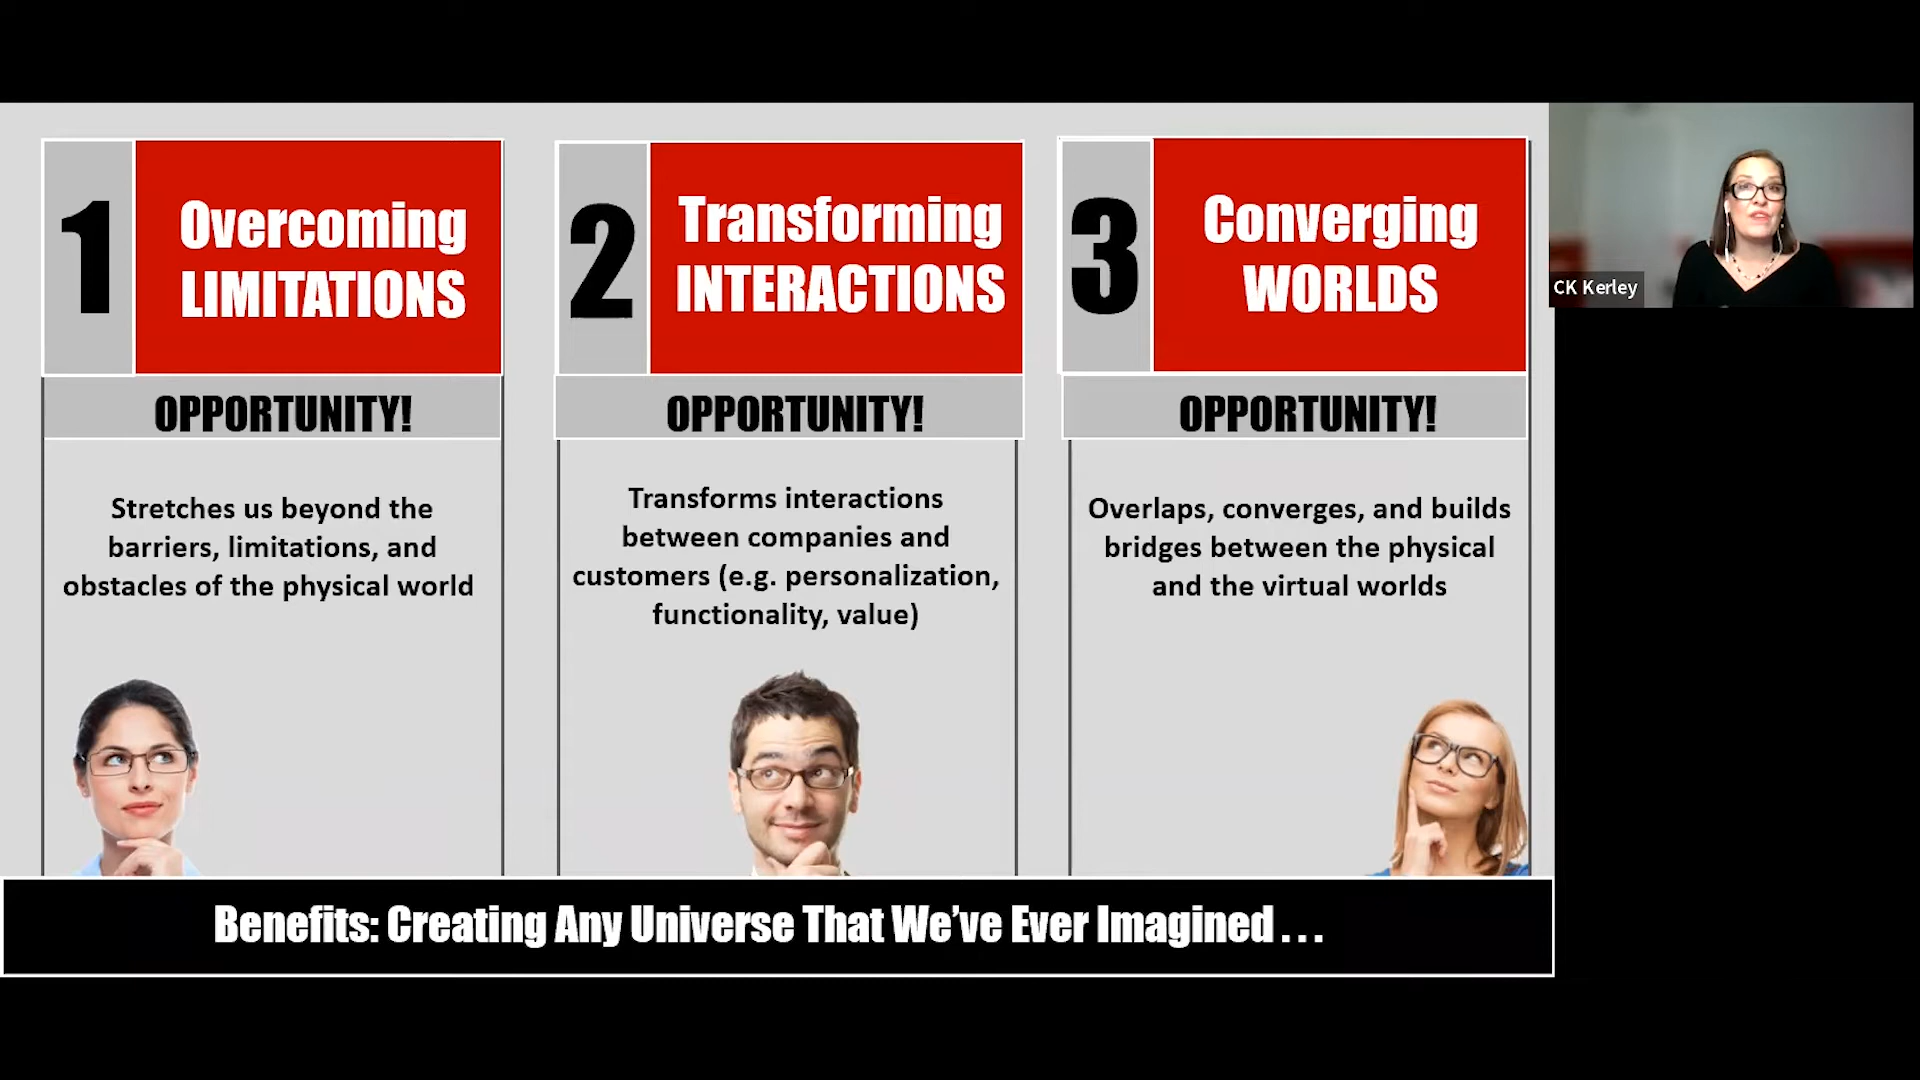 1
Overcoming
LIMITATIONS
OPPORTUNITY!
Stretches us beyond the
barriers, limitations, and
obstacles of the physical world
2
Transforming
INTERACTIONS
OPPORTUNITY!
Transforms interactions
between companies and
customers (e.g. personalization,
functionality, value)
3
Converging
WORLDS
OPPORTUNITY!
Overlaps, converges, and builds
bridges between the physical
and the virtual worlds
Benefits: Creating Any Universe That We’ve Ever Imagined . . .
CK Kerley